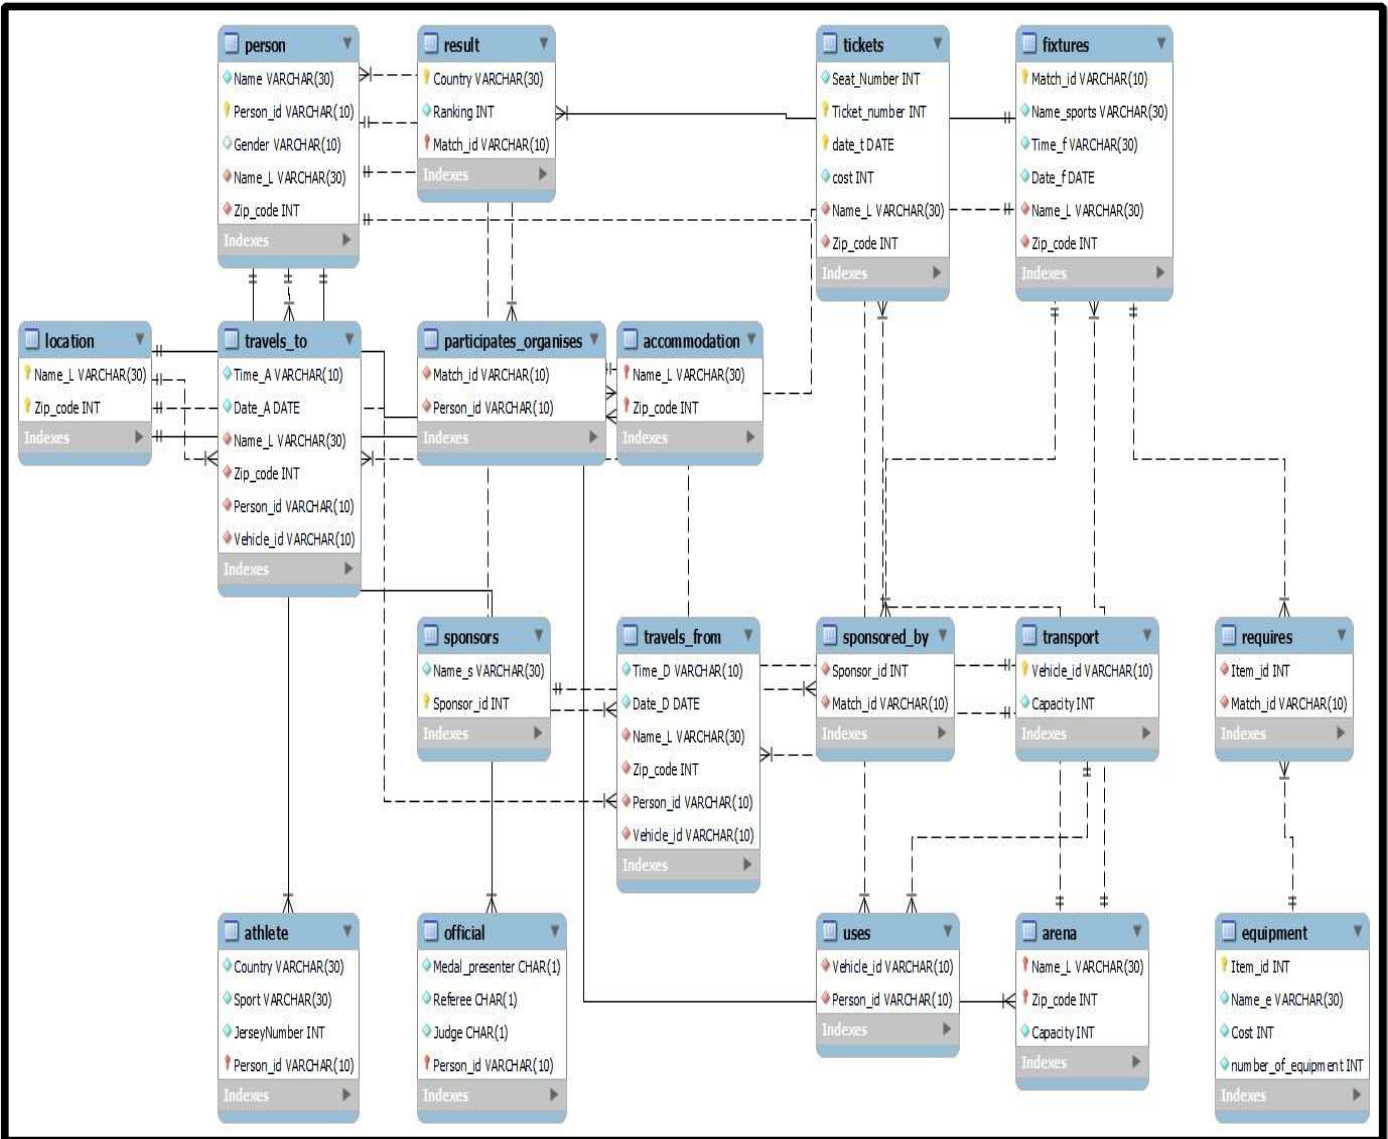 person
Name VARCHAR(30)
Person_id VARCHAR(10)
Gender VARCHAR(10)
Name_L VARCHAR(30)
Zip_code INT
Indexes
result
Country VARCHAR(30)
Ranking INT
Match_id VARCHAR(10)
Indexes
tickets
Seat_Number INT
Ticket_number INT
date_t DATE
cost INT
Name_L VARCHAR(30)
Zip_code INT
Indexes
fixtures
Match_id VARCHAR(10)
Name_sports VARCHAR(30)
Time_f VARCHAR(30)
Date_f DATE
Name_L VARCHAR(30)
Zip_code INT
Indexes
location
Name_L VARCHAR(30)
Zip_code INT
Indexes
travels_to
Time_A VARCHAR(10)
Date_A DATE
Name_L VARCHAR(30)
Zip_code INT
Person_id VARCHAR(10)
Vehicle_id VARCHAR(10)
Indexes
participates_organises
Match_id VARCHAR(10)
Person_id VARCHAR(10)
Indexes
accommodation
Name_L VARCHAR(30)
Zip_code INT
Indexes
sponsors
Name_s VARCHAR(30)
Sponsor_id INT
Indexes
travels_from
Time_D VARCHAR(10)
Date_D DATE
Name_L VARCHAR(30)
Zip_code INT
Person_id VARCHAR(10)
Vehicle_id VARCHAR(10)
Indexes
sponsored_by
Sponsor_id INT
Match_id VARCHAR(10)
Indexes
transport
Vehicle_id VARCHAR(10)
Capacity INT
Indexes
requires
Item_id INT
Match_id VARCHAR(10)
Indexes
athlete
Country VARCHAR(30)
Sport VARCHAR(30)
JerseyNumber INT
Person_id VARCHAR(10)
Indexes
official
Medal_presenter CHAR(1)
Referee CHAR(1)
Judge CHAR(1)
Person_id VARCHAR(10)
Indexes
uses
Vehicle_id VARCHAR(10)
Person_id VARCHAR(10)
Indexes
arena
Name_L VARCHAR(30)
Zip_code INT
Capacity INT
Indexes
equipment
Item_id INT
Name_e VARCHAR(30)
Cost INT
number_of_equipment INT
Indexes